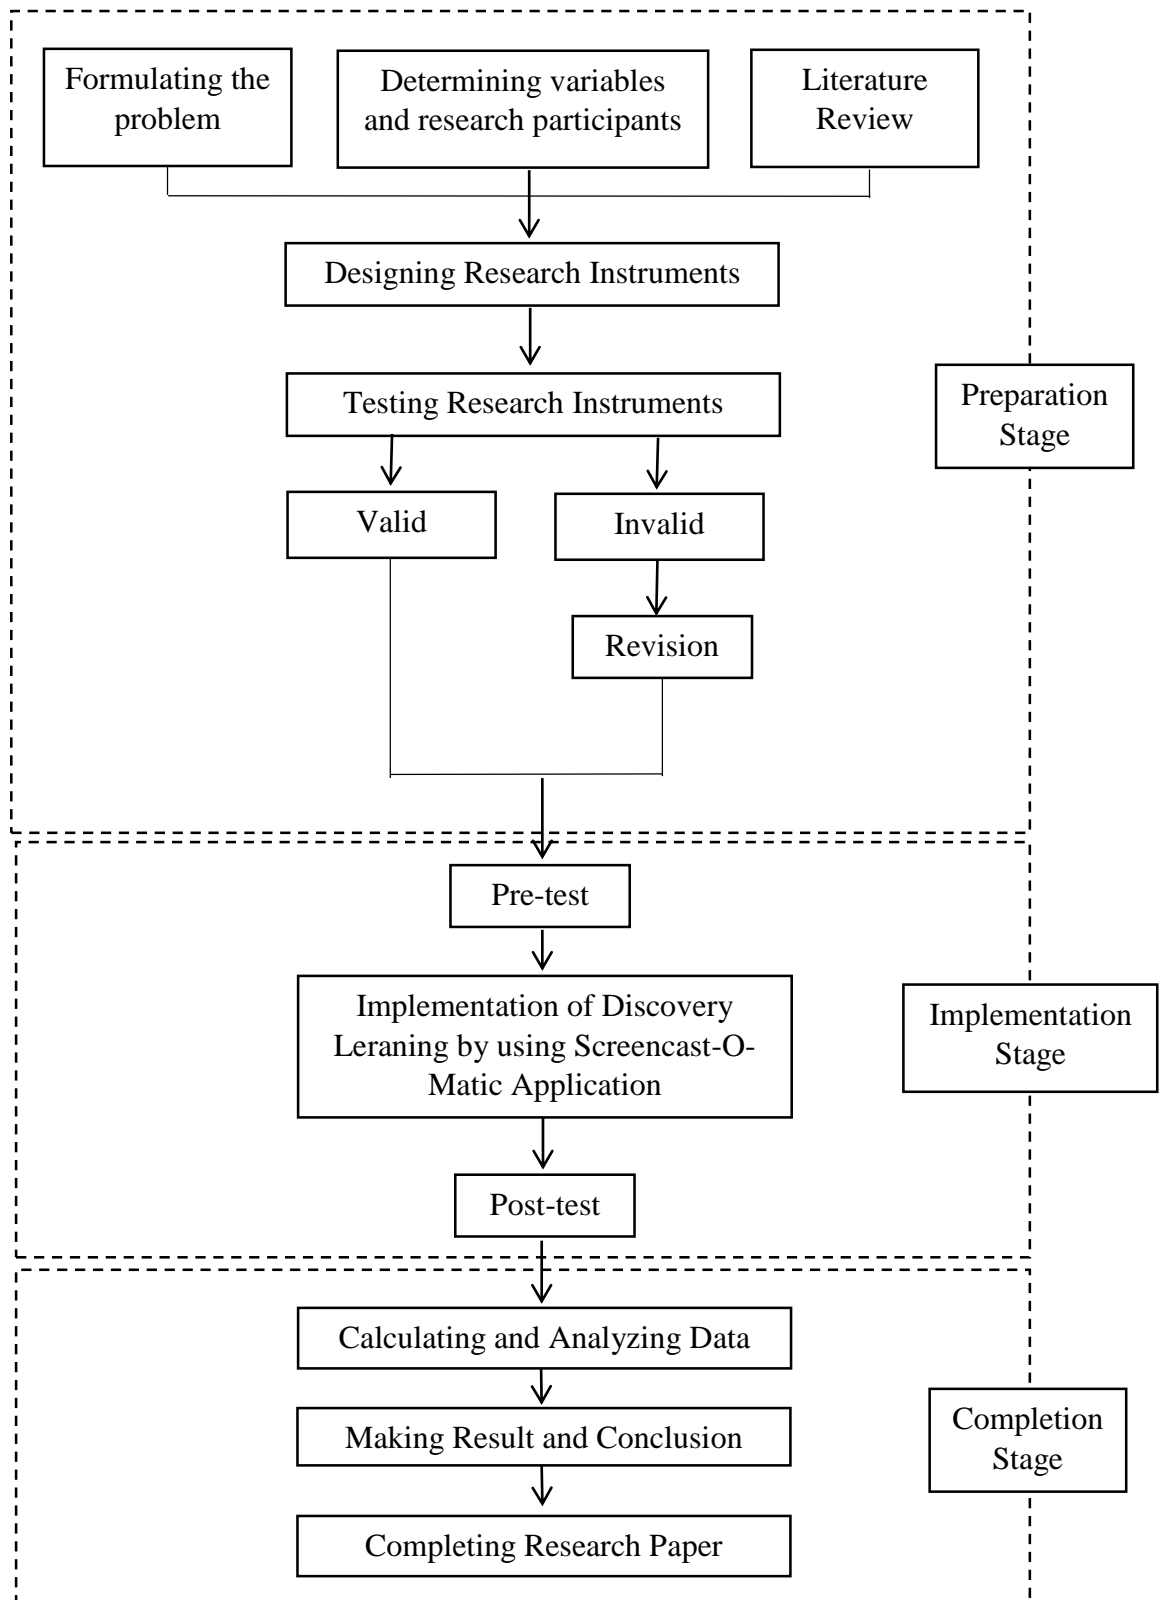 Formulating the
problem
Determining variables
and research participants
Literature
Review
Designing Research Instruments
Testing Research Instruments
Preparation
Stage
Valid
Invalid
Revision
Pre-test
Implementation of Discovery
Leraning by using Screencast-O-
Matic Application
Implementation
Stage
Post-test
Calculating and Analyzing Data
Making Result and Conclusion
Completion
Stage
Completing Research Paper